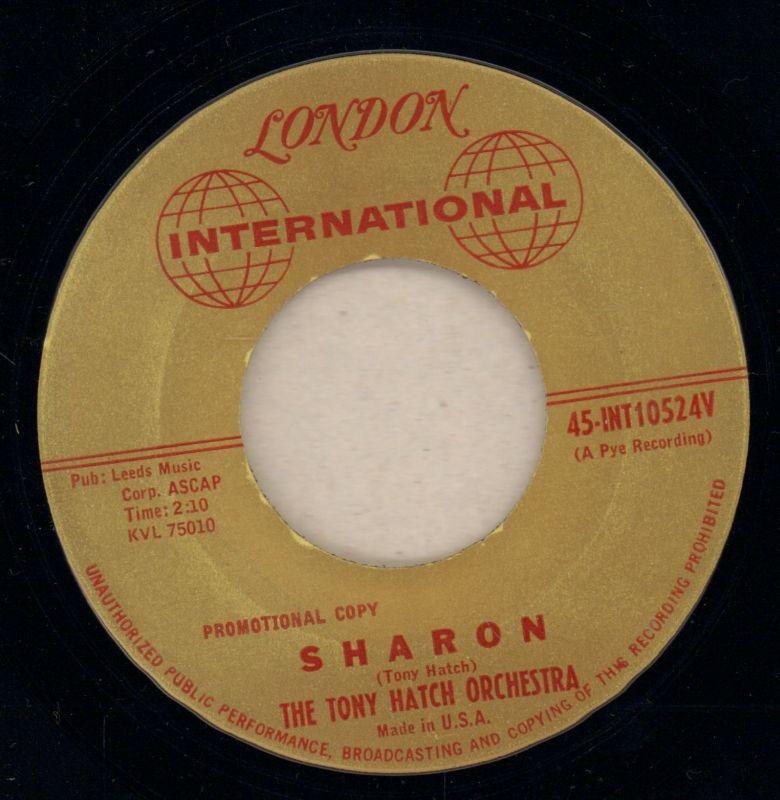 LONDON
INTERNATIONAL
45-INT10524V
(A Pye Recording)
Pub: Leeds Music
Corp. ASCAP
Time: 2:10
KVL 75010
PROMOTIONAL COPY
SHARON
(Tony Hatch)
THE TONY HATCH ORCHESTRA
Made in U.S.A.
UNAUTHORIZED PUBLIC PERFORMANCE, BROADCASTING AND COPYING OF THIS RECORDING PROHIBITED